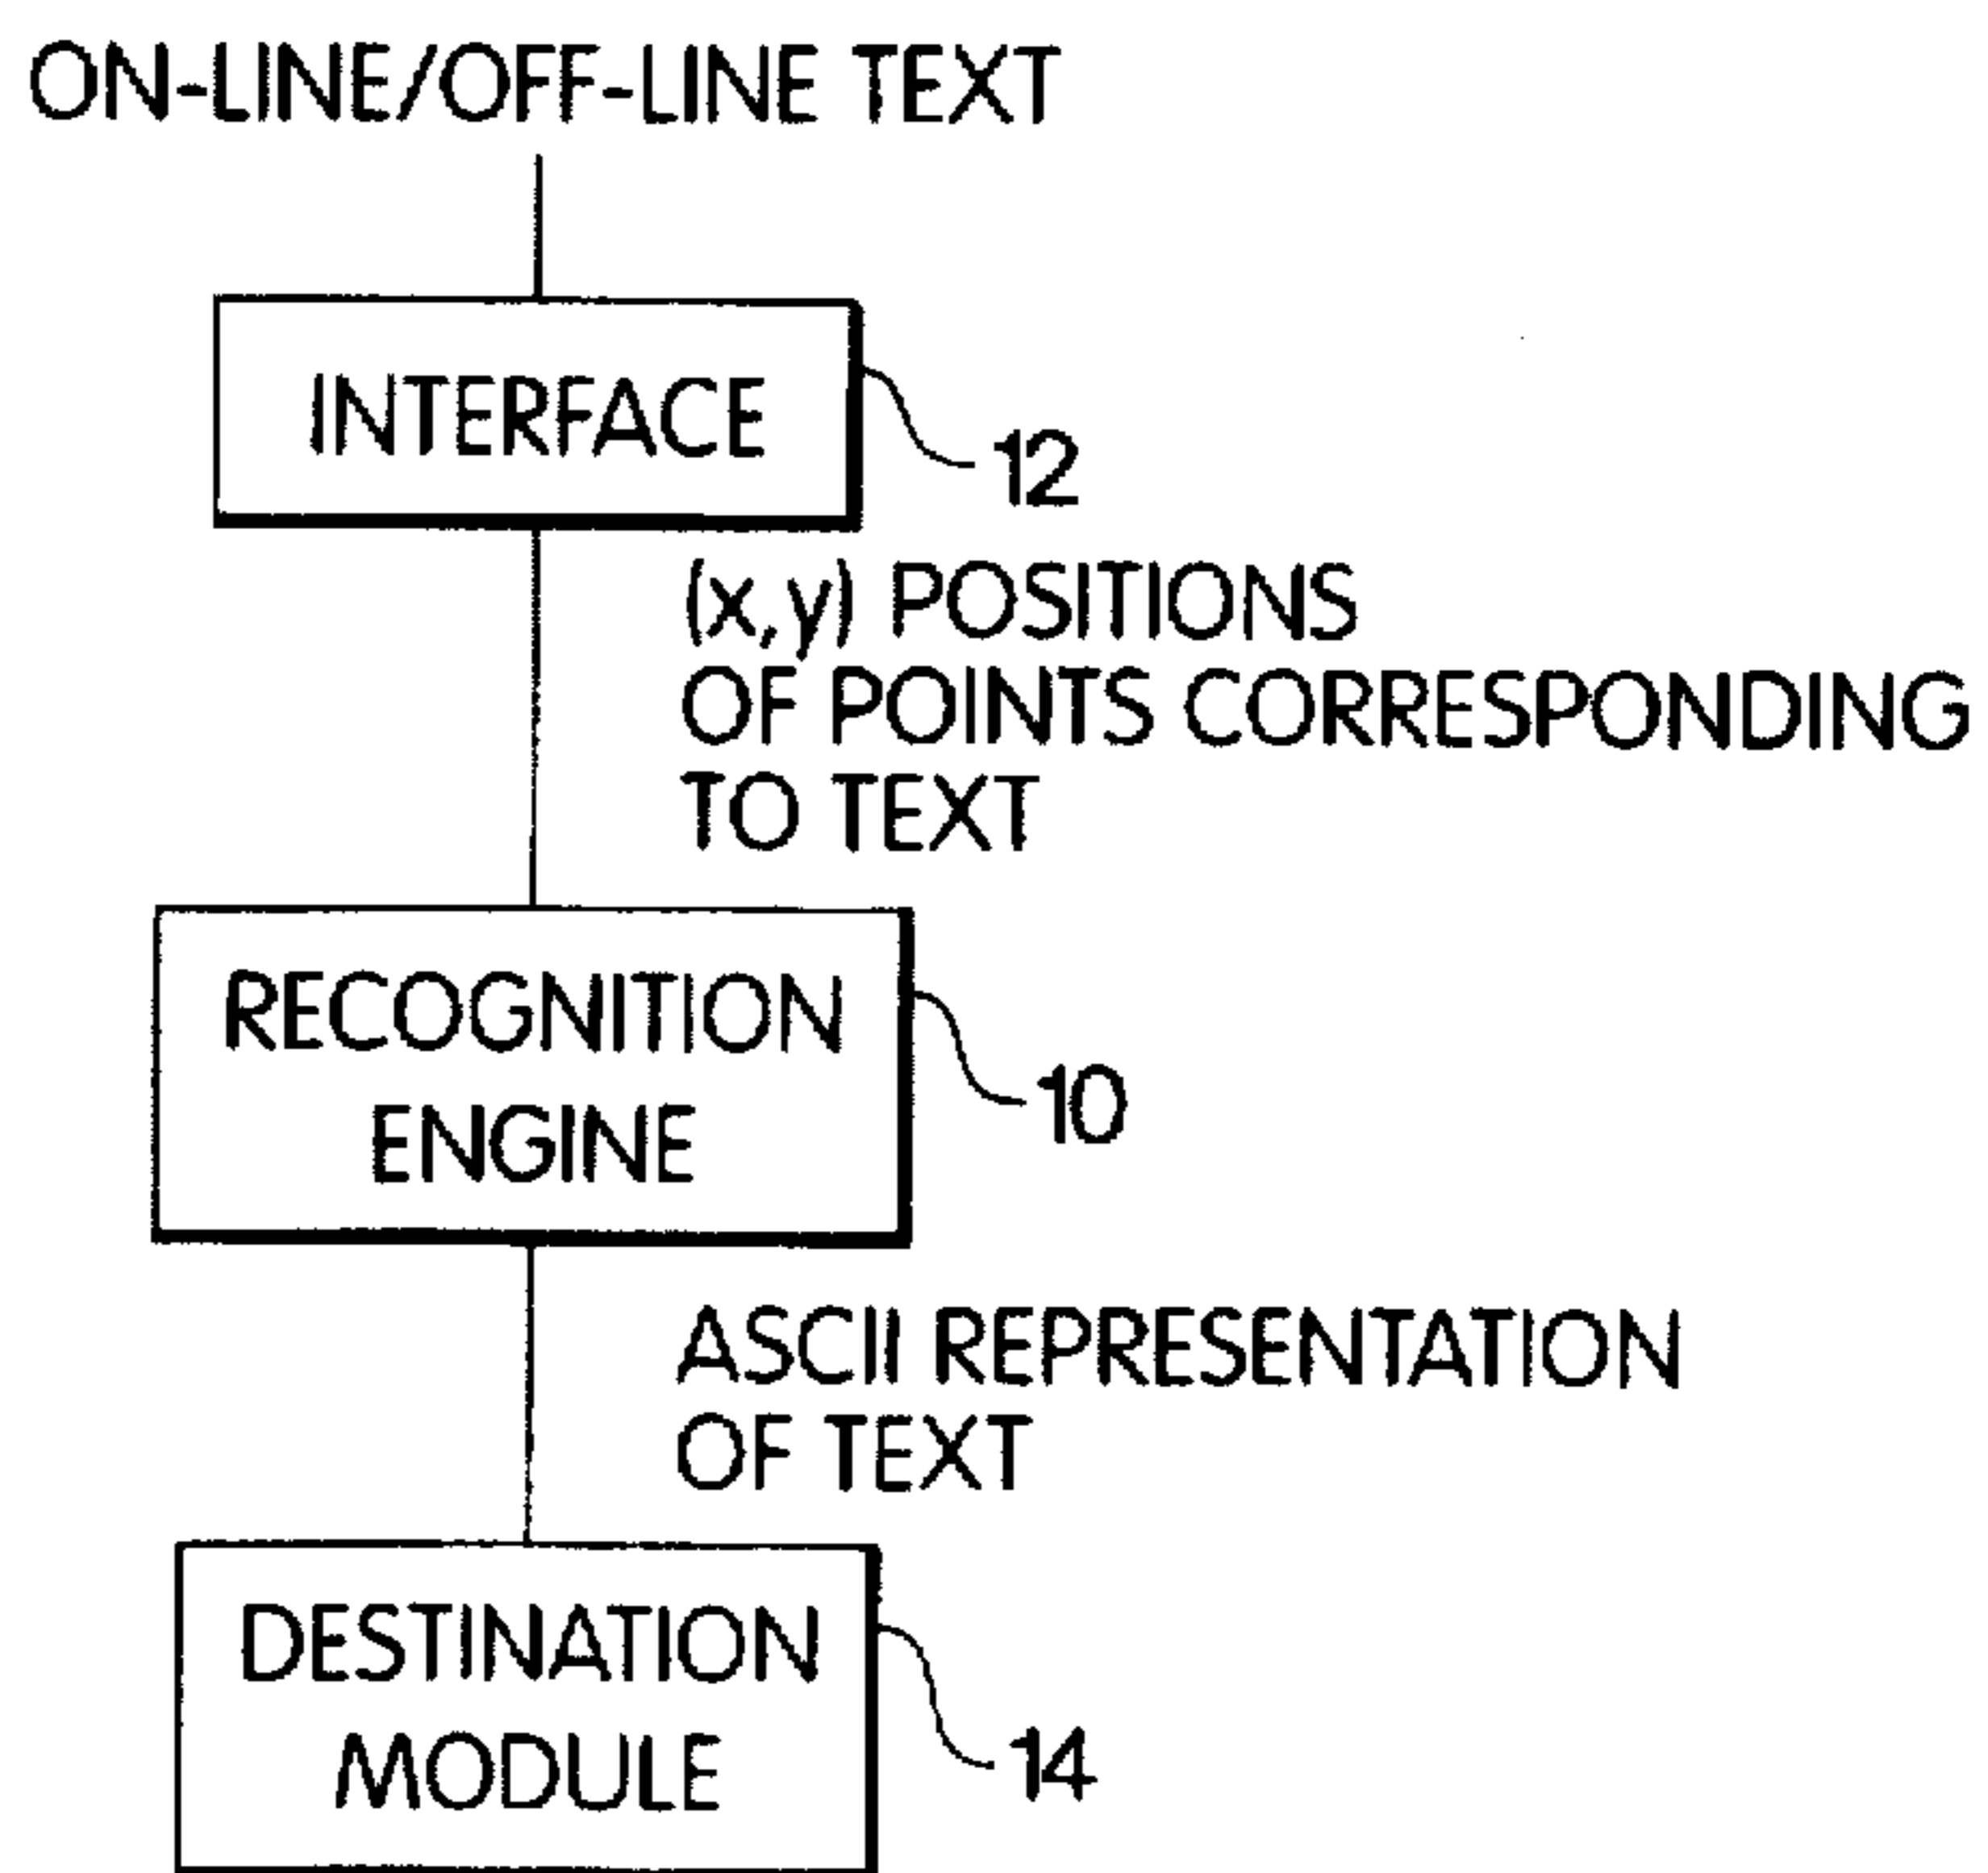 ON-LINE/OFF-LINE TEXT
INTERFACE
12
(x,y) POSITIONS
OF POINTS CORRESPONDING
TO TEXT
RECOGNITION
ENGINE
10
ASCII REPRESENTATION
OF TEXT
DESTINATION
MODULE
14